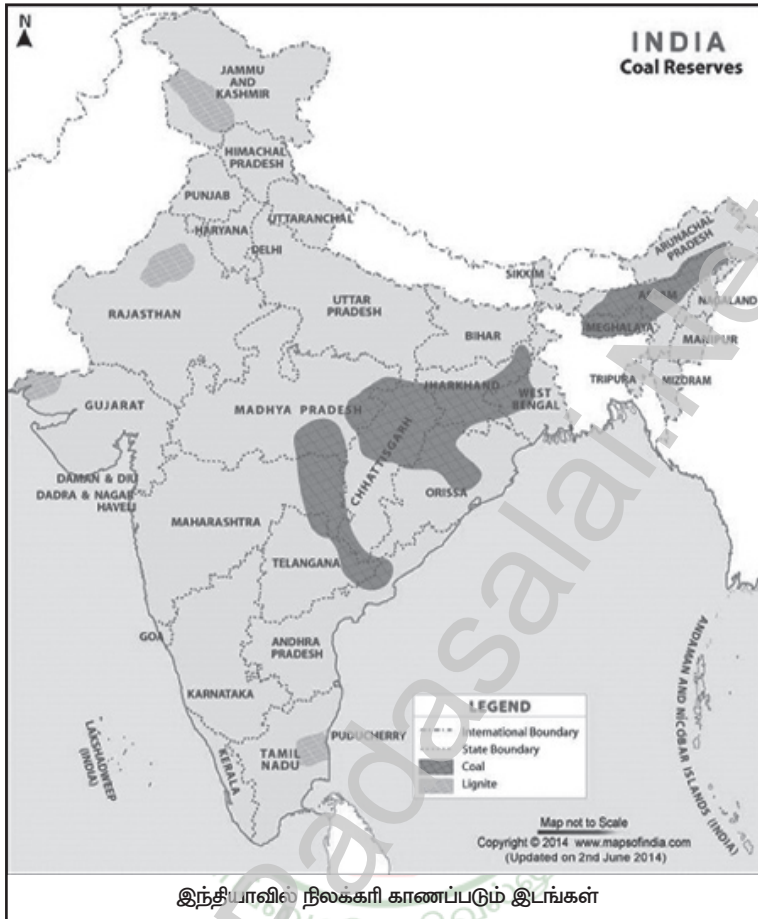 N
INDIA
Coal Reserves
JAMMU
AND
KASHMIR
HIMACHAL
PRADESH
PUNJAB
UTTARANCHAL
HARYANA
DELHI
ARUNACHAL
PRADESH
SIKKIM
ASSAM
NAGALAND
RAJASTHAN
UTTAR
PRADESH
MEGHALAYA
BIHAR
MANIPUR
TRIPURA
MIZORAM
JHARKHAND
WEST
BENGAL
GUJARAT
MADHYA PRADESH
CHHATTISGARH
DAMAN & DIU
DADRA & NAGAR
HAVELI
ORISSA
MAHARASHTRA
TELANGANA
GOA
ANDHRA
PRADESH
KARNATAKA
ANDAMAN AND NICOBAR ISLANDS (INDIA)
LAKSHADWEEP
(INDIA)
KERALA
TAMIL
NADU
PUDUCHERRY
LEGEND
International Boundary
State Boundary
Coal
Lignite
Map not to Scale
Copyright © 2014 www.mapsofindia.com
(Updated on 2nd June 2014)
இந்தியாவில் நிலக்கரி காணப்படும் இடங்கள்
Padasalai.Net